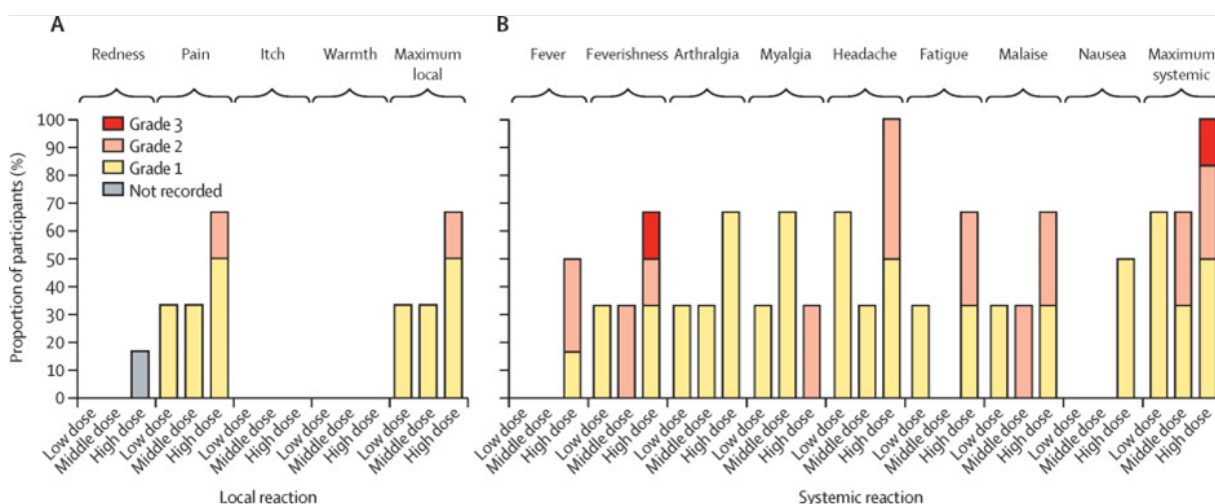 A
B
Redness Pain Itch Warmth Maximum
local
Fever Feverishness Arthralgia Myalgia Headache Fatigue Malaise Nausea Maximum
systemic
Proportion of participants (%)
100
90
80
70
60
50
40
30
20
10
0
Grade 3
Grade 2
Grade 1
Not recorded
Low dose
Middle dose
High dose
Low dose
Middle dose
High dose
Low dose
Middle dose
High dose
Low dose
Middle dose
High dose
Low dose
Middle dose
High dose
Local reaction
Low dose
Middle dose
High dose
Low dose
Middle dose
High dose
Low dose
Middle dose
High dose
Low dose
Middle dose
High dose
Low dose
Middle dose
High dose
Low dose
Middle dose
High dose
Low dose
Middle dose
High dose
Low dose
Middle dose
High dose
Low dose
Middle dose
High dose
Systemic reaction